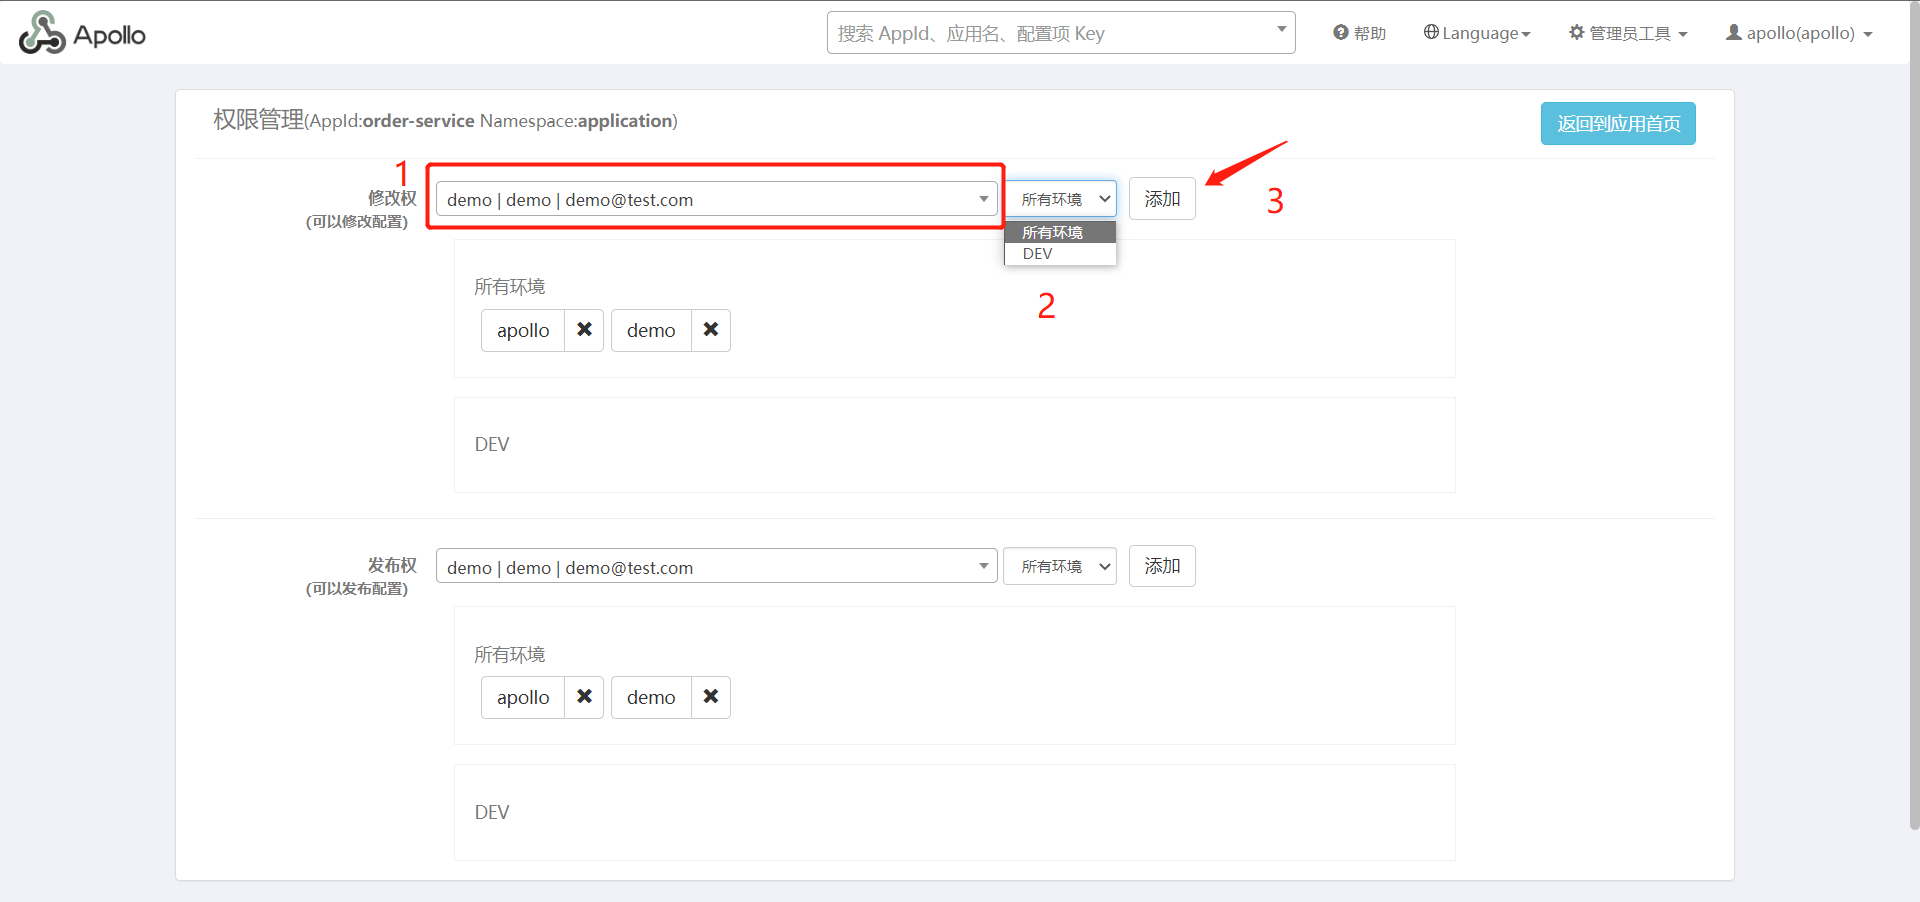 Apollo
搜索 AppId、应用名、配置项 Key
帮助
Language
管理员工具
apollo(apollo)
权限管理(AppId:order-service Namespace:application)
返回到应用首页
1
修改权
(可以修改配置)
demo | demo | demo@test.com
所有环境
添加
3
所有环境
DEV
2
所有环境
apollo
demo
DEV
发布权
(可以发布配置)
demo | demo | demo@test.com
所有环境
添加
所有环境
apollo
demo
DEV